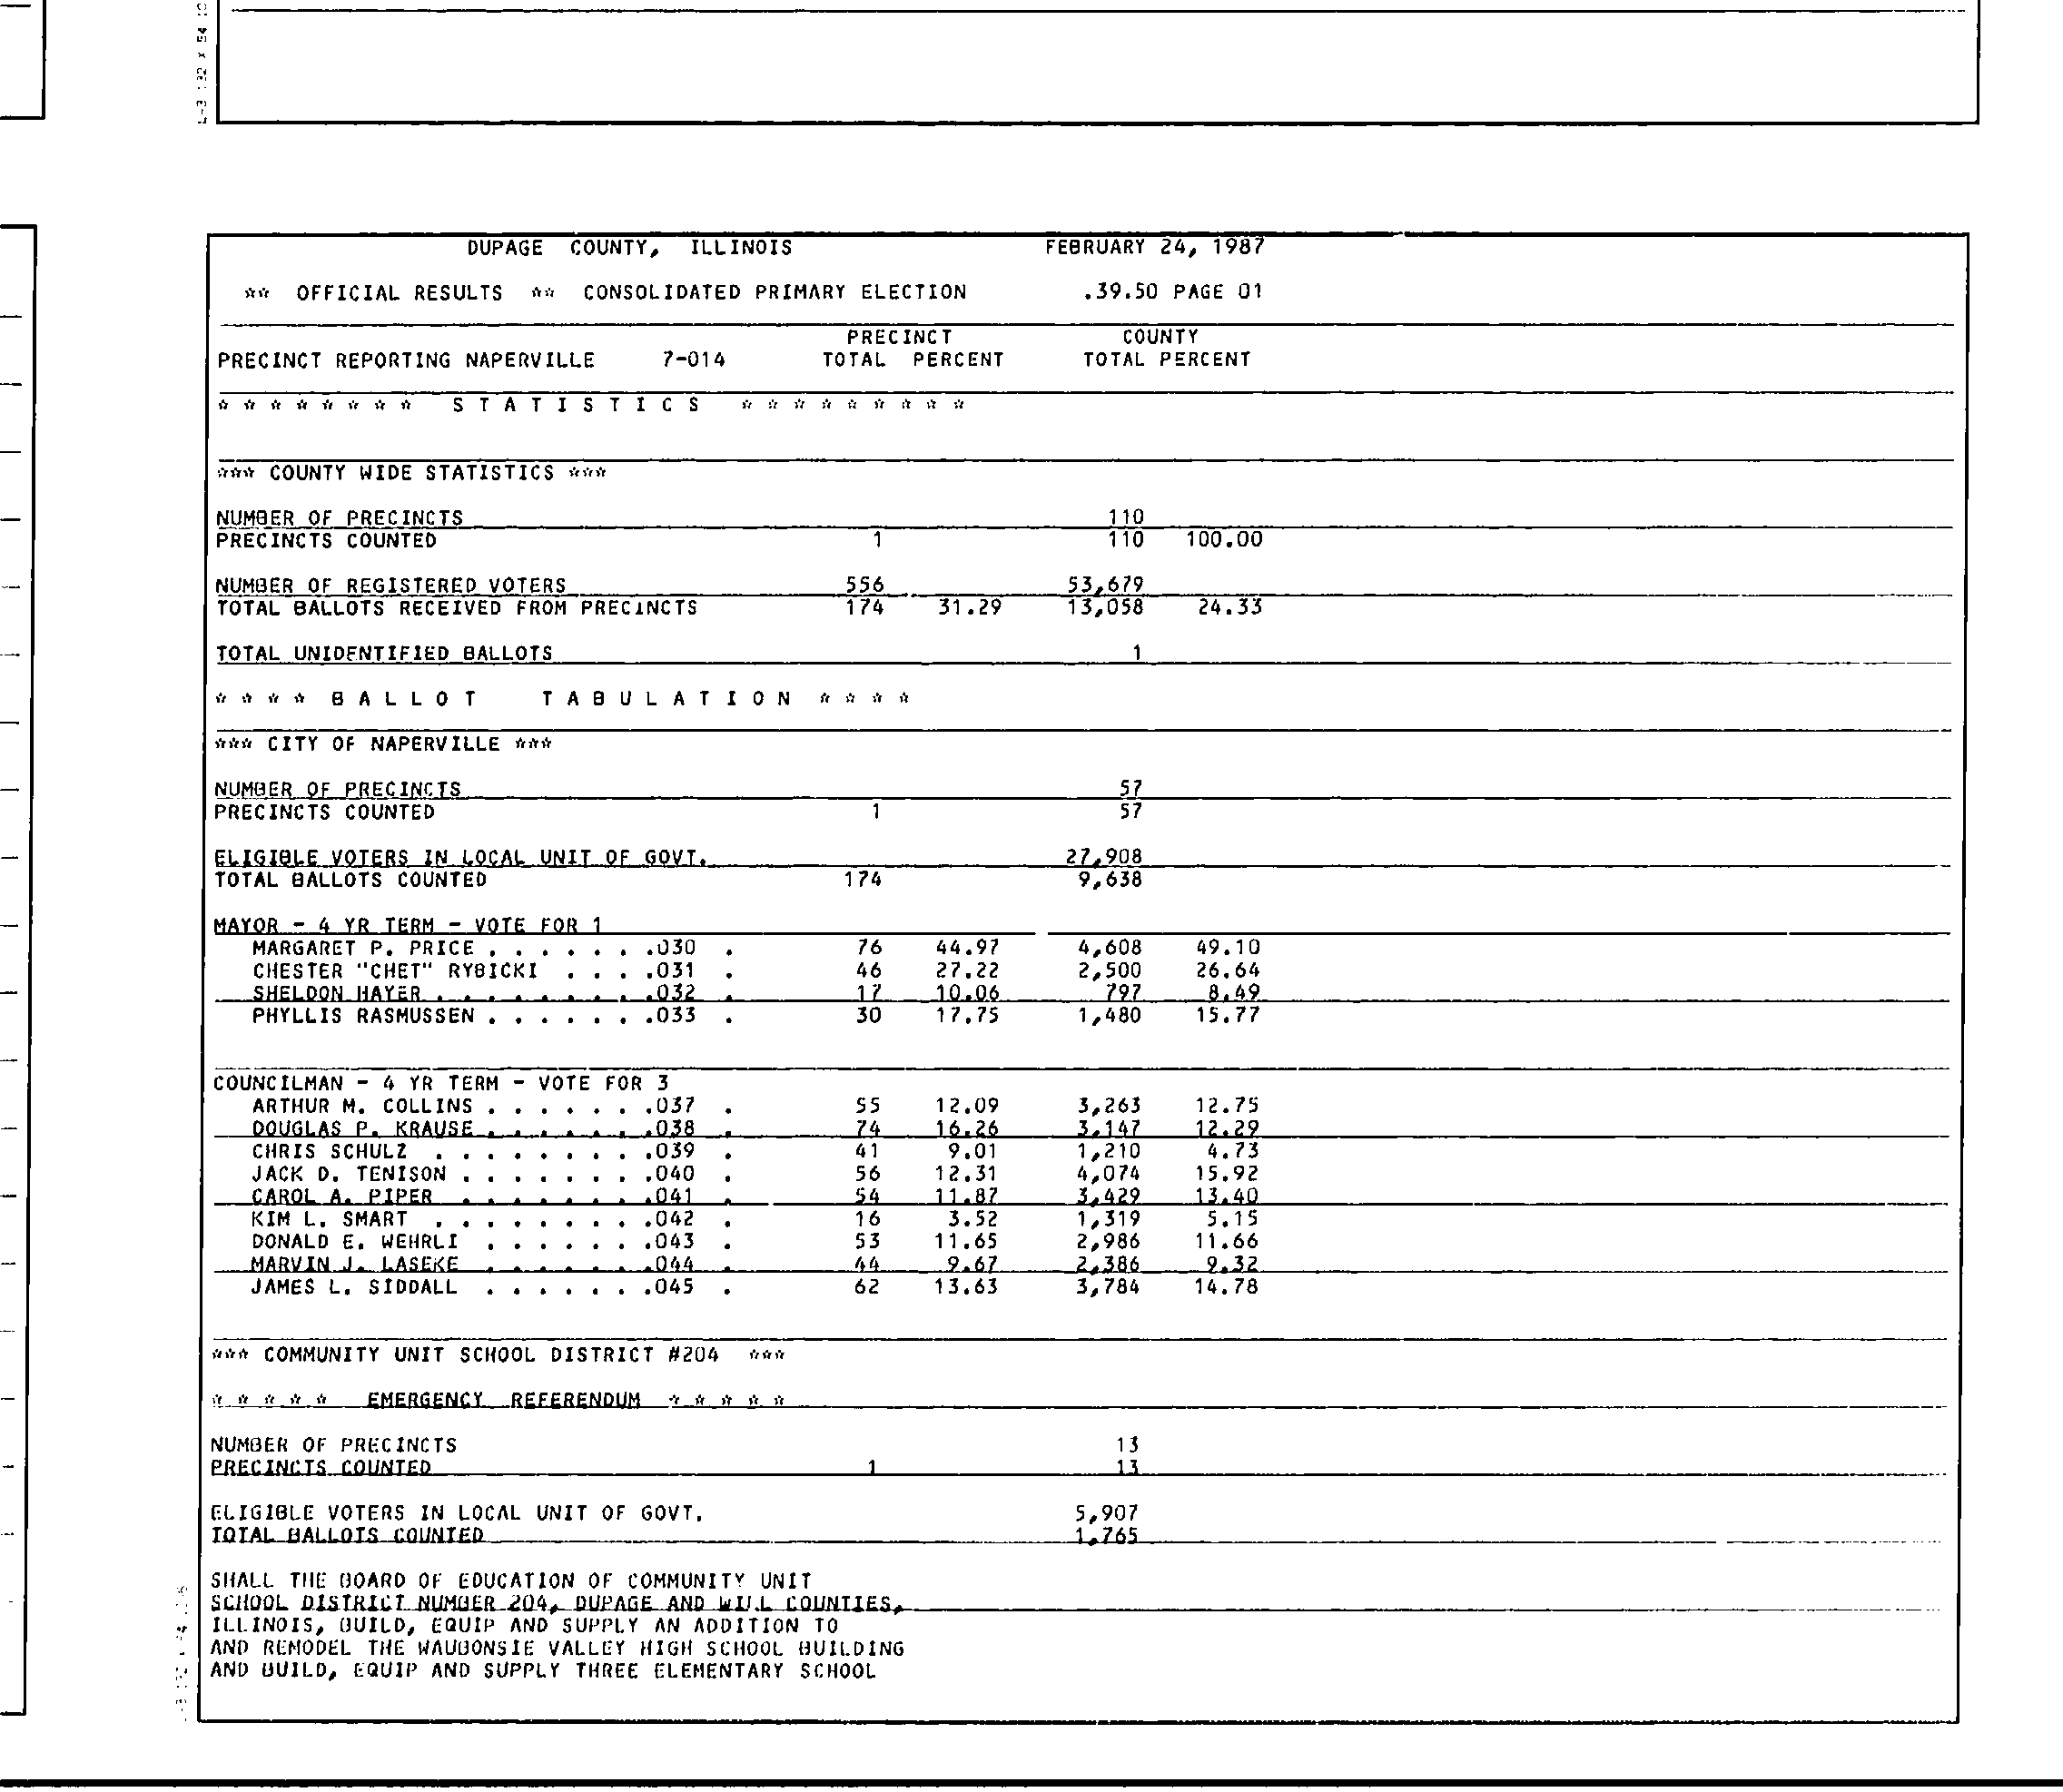 DUPAGE COUNTY, ILLINOIS FEBRUARY 24, 1987
** OFFICIAL RESULTS ** CONSOLIDATED PRIMARY ELECTION .39.50 PAGE 01
PRECINCT COUNTY
PRECINCT REPORTING NAPERVILLE 7-014 TOTAL PERCENT TOTAL PERCENT
* * * * * * * * S T A T I S T I C S * * * * * * * * *
*** COUNTY WIDE STATISTICS ***
NUMBER OF PRECINCTS 110
PRECINCTS COUNTED 1 110 100.00
NUMBER OF REGISTERED VOTERS 556 53,679
TOTAL BALLOTS RECEIVED FROM PRECINCTS 174 31.29 13,058 24.33
TOTAL UNIDENTIFIED BALLOTS 1
* * * * B A L L O T T A B U L A T I O N * * * *
*** CITY OF NAPERVILLE ***
NUMBER OF PRECINCTS 57
PRECINCTS COUNTED 1 57
ELIGIBLE VOTERS IN LOCAL UNIT OF GOVT. 27,908
TOTAL BALLOTS COUNTED 174 9,638
MAYOR - 4 YR TERM - VOTE FOR 1
MARGARET P. PRICE . . . . . . .030 . 76 44.97 4,608 49.10
CHESTER "CHET" RYBICKI . . . .031 . 46 27.22 2,500 26.64
SHELDON HAYER . . . . . . . . .032 . 17 10.06 797 8.49
PHYLLIS RASMUSSEN . . . . . . .033 . 30 17.75 1,480 15.77
COUNCILMAN - 4 YR TERM - VOTE FOR 3
ARTHUR M. COLLINS . . . . . . .037 . 55 12.09 3,263 12.75
DOUGLAS P. KRAUSE . . . . . . .038 . 74 16.26 3,147 12.29
CHRIS SCHULZ . . . . . . . . .039 . 41 9.01 1,210 4.73
JACK D. TENISON . . . . . . . .040 . 56 12.31 4,074 15.92
CAROL A. PIPER . . . . . . . .041 . 54 11.87 3,429 13.40
KIM L. SMART . . . . . . . . .042 . 16 3.52 1,319 5.15
DONALD E. WEHRLI . . . . . . .043 . 53 11.65 2,986 11.66
MARVIN J. LASEKE . . . . . . .044 . 44 9.67 2,386 9.32
JAMES L. SIDDALL . . . . . . .045 . 62 13.63 3,784 14.78
*** COMMUNITY UNIT SCHOOL DISTRICT #204 ***
* * * * * EMERGENCY REFERENDUM * * * * *
NUMBER OF PRECINCTS 13
PRECINCTS COUNTED 1 13
ELIGIBLE VOTERS IN LOCAL UNIT OF GOVT. 5,907
TOTAL BALLOTS COUNTED 1,765
SHALL THE BOARD OF EDUCATION OF COMMUNITY UNIT
SCHOOL DISTRICT NUMBER 204, DUPAGE AND WILL COUNTIES,
ILLINOIS, BUILD, EQUIP AND SUPPLY AN ADDITION TO
AND REMODEL THE WAUBONSIE VALLEY HIGH SCHOOL BUILDING
AND BUILD, EQUIP AND SUPPLY THREE ELEMENTARY SCHOOL